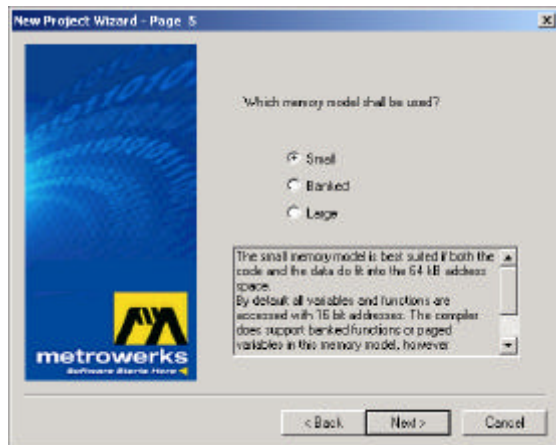 New Project Wizard - Page 5
Which memory model shall be used?
Small
Banked
Large
The small memory model is best suited if both the
code and the data do fit into the 64 kB address
space.
By default all variables and functions are
accessed with 16 bit addresses. The compiler
does support banked functions or paged
variables in this memory model, however
metrowerks
Software Starts Here
< Back
Next >
Cancel